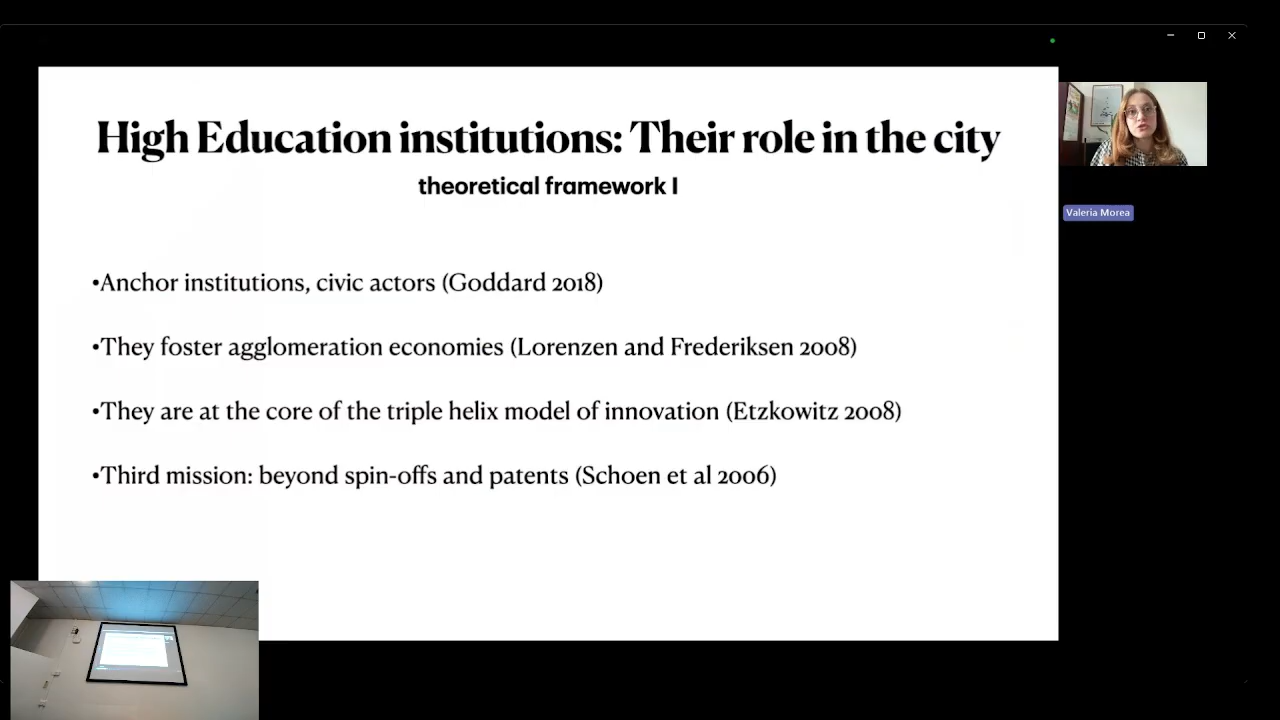 High Education institutions: Their role in the city
theoretical framework I
•Anchor institutions, civic actors (Goddard 2018)
•They foster agglomeration economies (Lorenzen and Frederiksen 2008)
•They are at the core of the triple helix model of innovation (Etzkowitz 2008)
•Third mission: beyond spin-offs and patents (Schoen et al 2006)
Valeria Morea